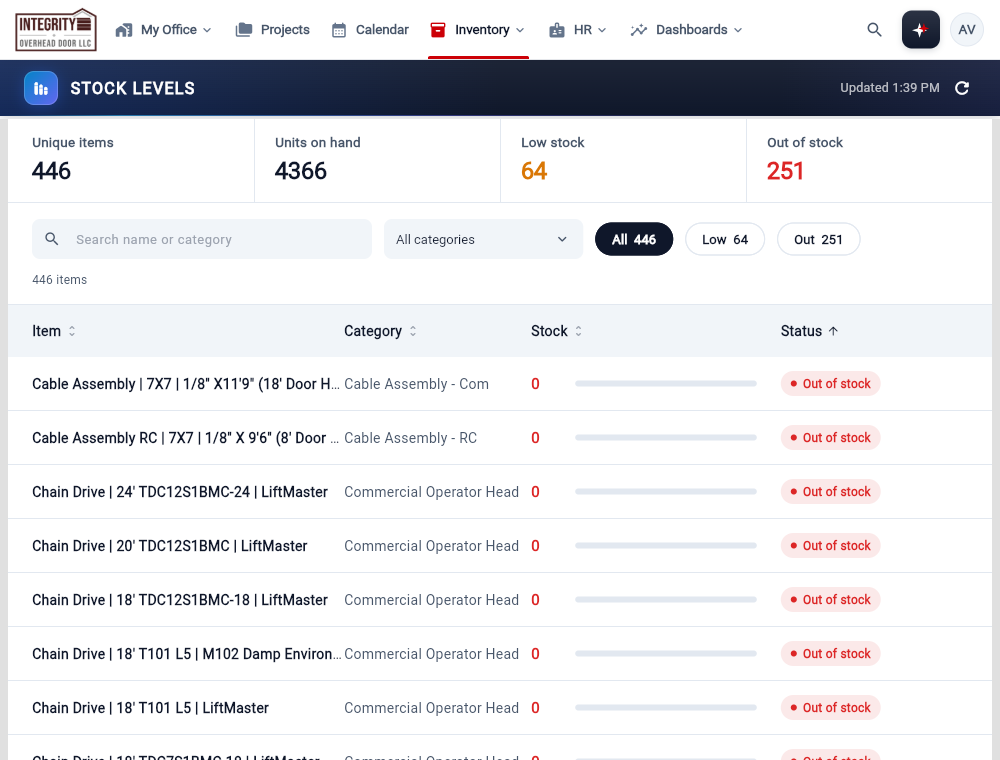 INTEGRITY
OVERHEAD DOOR LLC
My Office
Projects
Calendar
Inventory
HR
Dashboards
AV
STOCK LEVELS
Updated 1:39 PM
Unique items
446
Units on hand
4366
Low stock
64
Out of stock
251
Search name or category
All categories
All 446
Low 64
Out 251
446 items
Item
Category
Stock
Status
Cable Assembly | 7X7 | 1/8" X11'9" (18' Door H... Cable Assembly - Com 0 Out of stock
Cable Assembly RC | 7X7 | 1/8" X 9'6" (8' Door ... Cable Assembly - RC 0 Out of stock
Chain Drive | 24' TDC12S1BMC-24 | LiftMaster Commercial Operator Head 0 Out of stock
Chain Drive | 20' TDC12S1BMC | LiftMaster Commercial Operator Head 0 Out of stock
Chain Drive | 18' TDC12S1BMC-18 | LiftMaster Commercial Operator Head 0 Out of stock
Chain Drive | 18' T101 L5 | M102 Damp Environ... Commercial Operator Head 0 Out of stock
Chain Drive | 18' T101 L5 | LiftMaster Commercial Operator Head 0 Out of stock